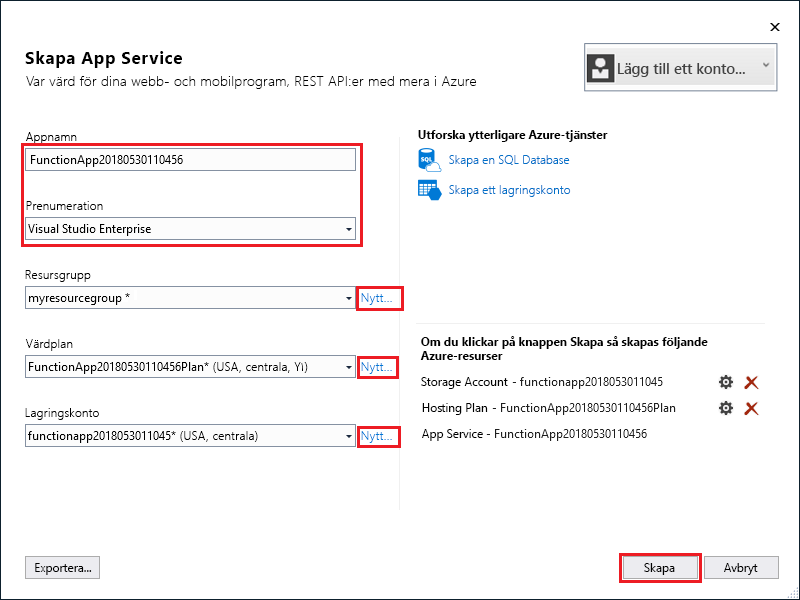 Skapa App Service
Var värd för dina webb- och mobilprogram, REST API:er med mera i Azure
Lägg till ett konto...
Appnamn
FunctionApp20180530110456
Prenumeration
Visual Studio Enterprise
Resursgrupp
myresourcegroup *
Nytt...
Värdplan
FunctionApp20180530110456Plan* (USA, centrala, Y1)
Nytt...
Lagringskonto
functionapp2018053011045* (USA, centrala)
Nytt...
Utforska ytterligare Azure-tjänster
SQL
Skapa en SQL Database
Skapa ett lagringskonto
Om du klickar på knappen Skapa så skapas följande
Azure-resurser
Storage Account - functionapp2018053011045
Hosting Plan - FunctionApp20180530110456Plan
App Service - FunctionApp20180530110456
Exportera...
Skapa
Avbryt